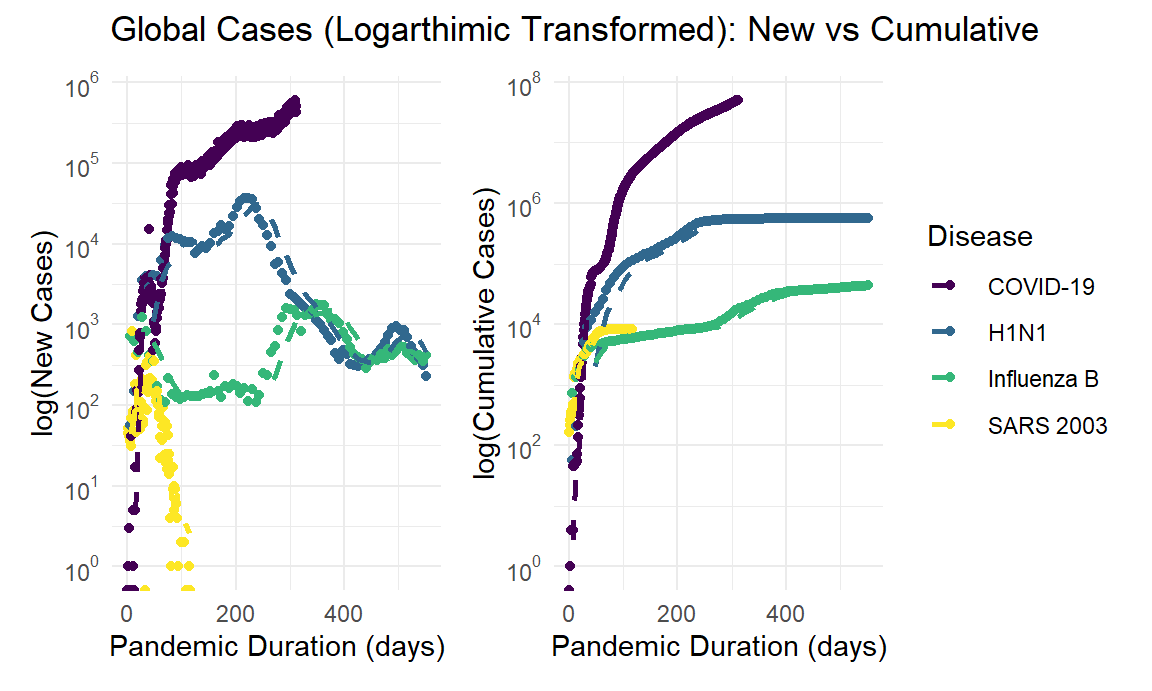 Global Cases (Logarthimic Transformed): New vs Cumulative
log(New Cases)
10^6
10^5
10^4
10^3
10^2
10^1
10^0
0 200 400
Pandemic Duration (days)
log(Cumulative Cases)
10^8
10^6
10^4
10^2
10^0
0 200 400
Pandemic Duration (days)
Disease
COVID-19
H1N1
Influenza B
SARS 2003